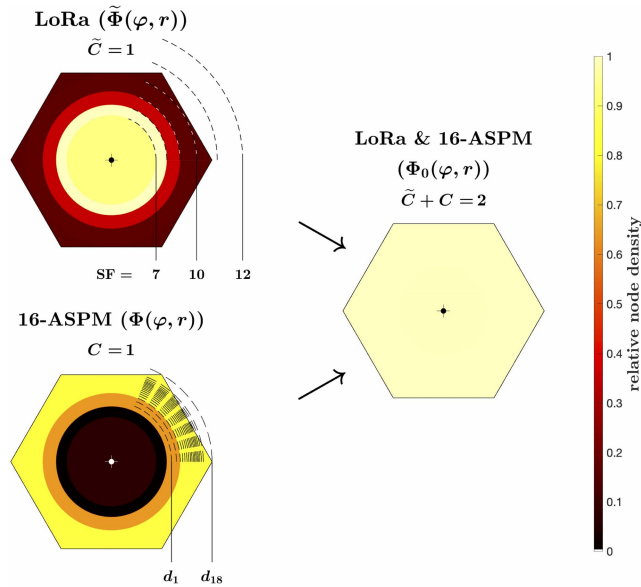 LoRa (Φ̃(φ, r))
C̃ = 1
SF = 7 10 12
16-ASPM (Φ(φ, r))
C = 1
d₁ d₁₈
LoRa & 16-ASPM
(Φ₀(φ, r))
C̃ + C = 2
1
0.9
0.8
0.7
0.6
0.5
0.4
0.3
0.2
0.1
0
relative node density